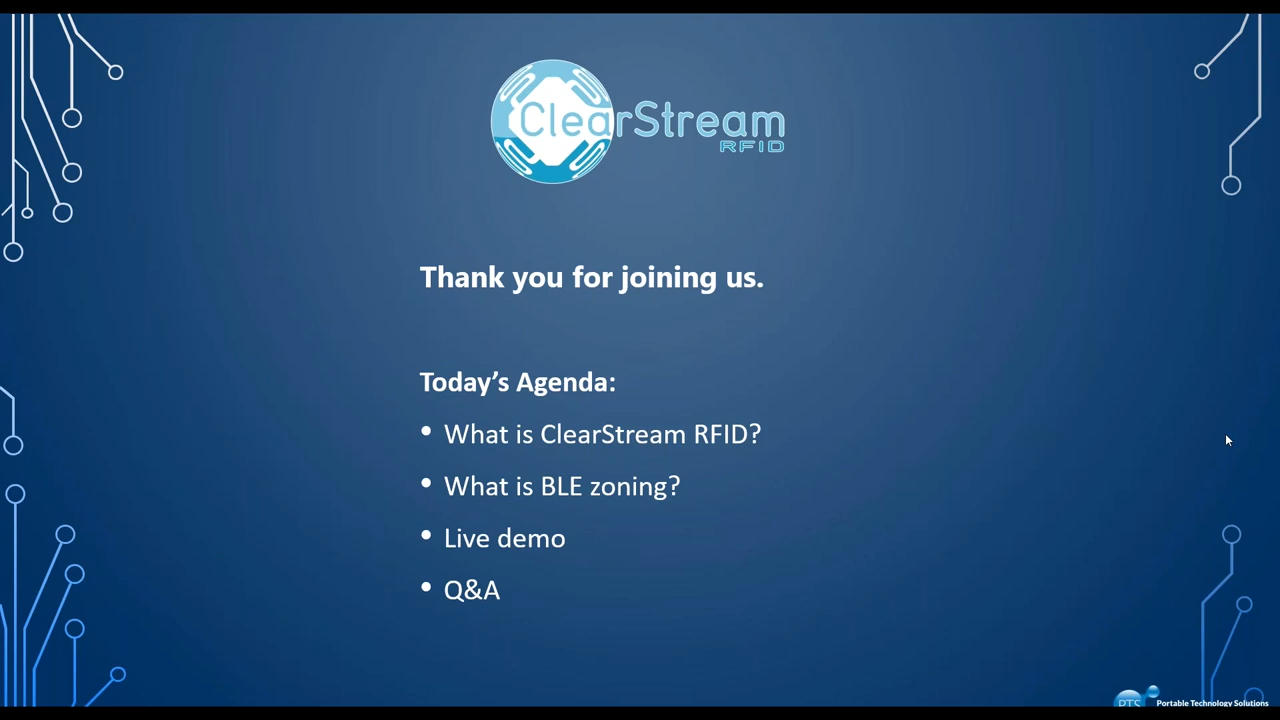 ClearStream
RFID
Thank you for joining us.
Today's Agenda:
• What is ClearStream RFID?
• What is BLE zoning?
• Live demo
• Q&A
PTS Portable Technology Solutions